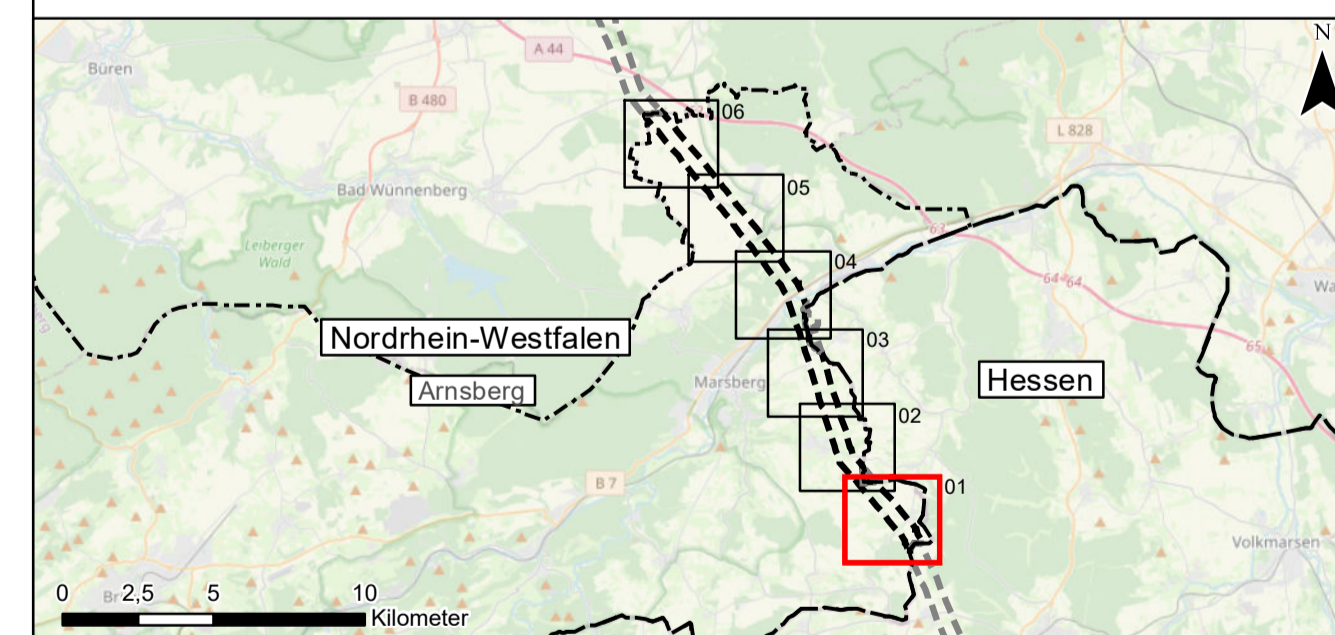 N
A 44
Büren
B 480
06
L 828
Bad Wünnenberg
05
63
Leiberger
Wald
04
64-64
Nordrhein-Westfalen
03
65
Marsberg
Hessen
Arnsberg
02
B 7
01
Volkmarsen
0 2,5 5 10
Kilometer